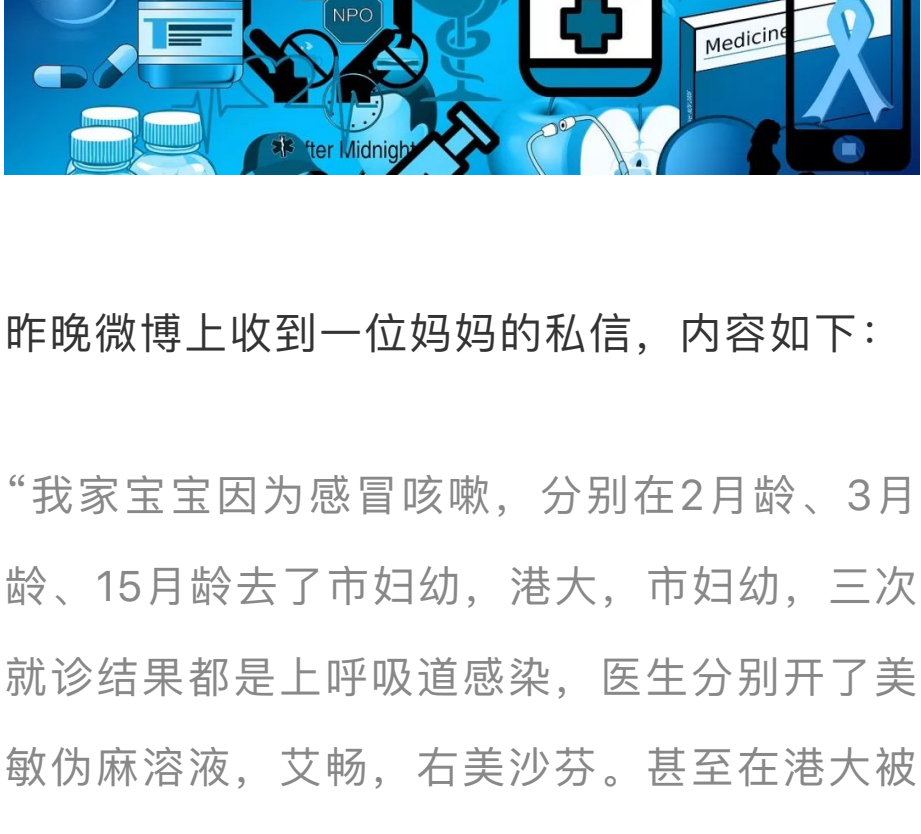 NPO
Medicine
fter Midnight
昨晚微博上收到一位妈妈的私信，内容如下：
“我家宝宝因为感冒咳嗽，分别在2月龄、3月
龄、15月龄去了市妇幼，港大，市妇幼，三次
就诊结果都是上呼吸道感染，医生分别开了美
敏伪麻溶液，艾畅，右美沙芬。甚至在港大被